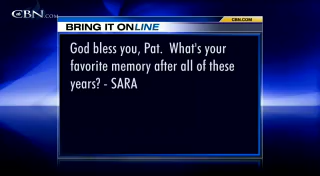 CBN.COM
CBN.COM
BRING IT ONLINE
God bless you, Pat. What's your
favorite memory after all of these
years? - SARA